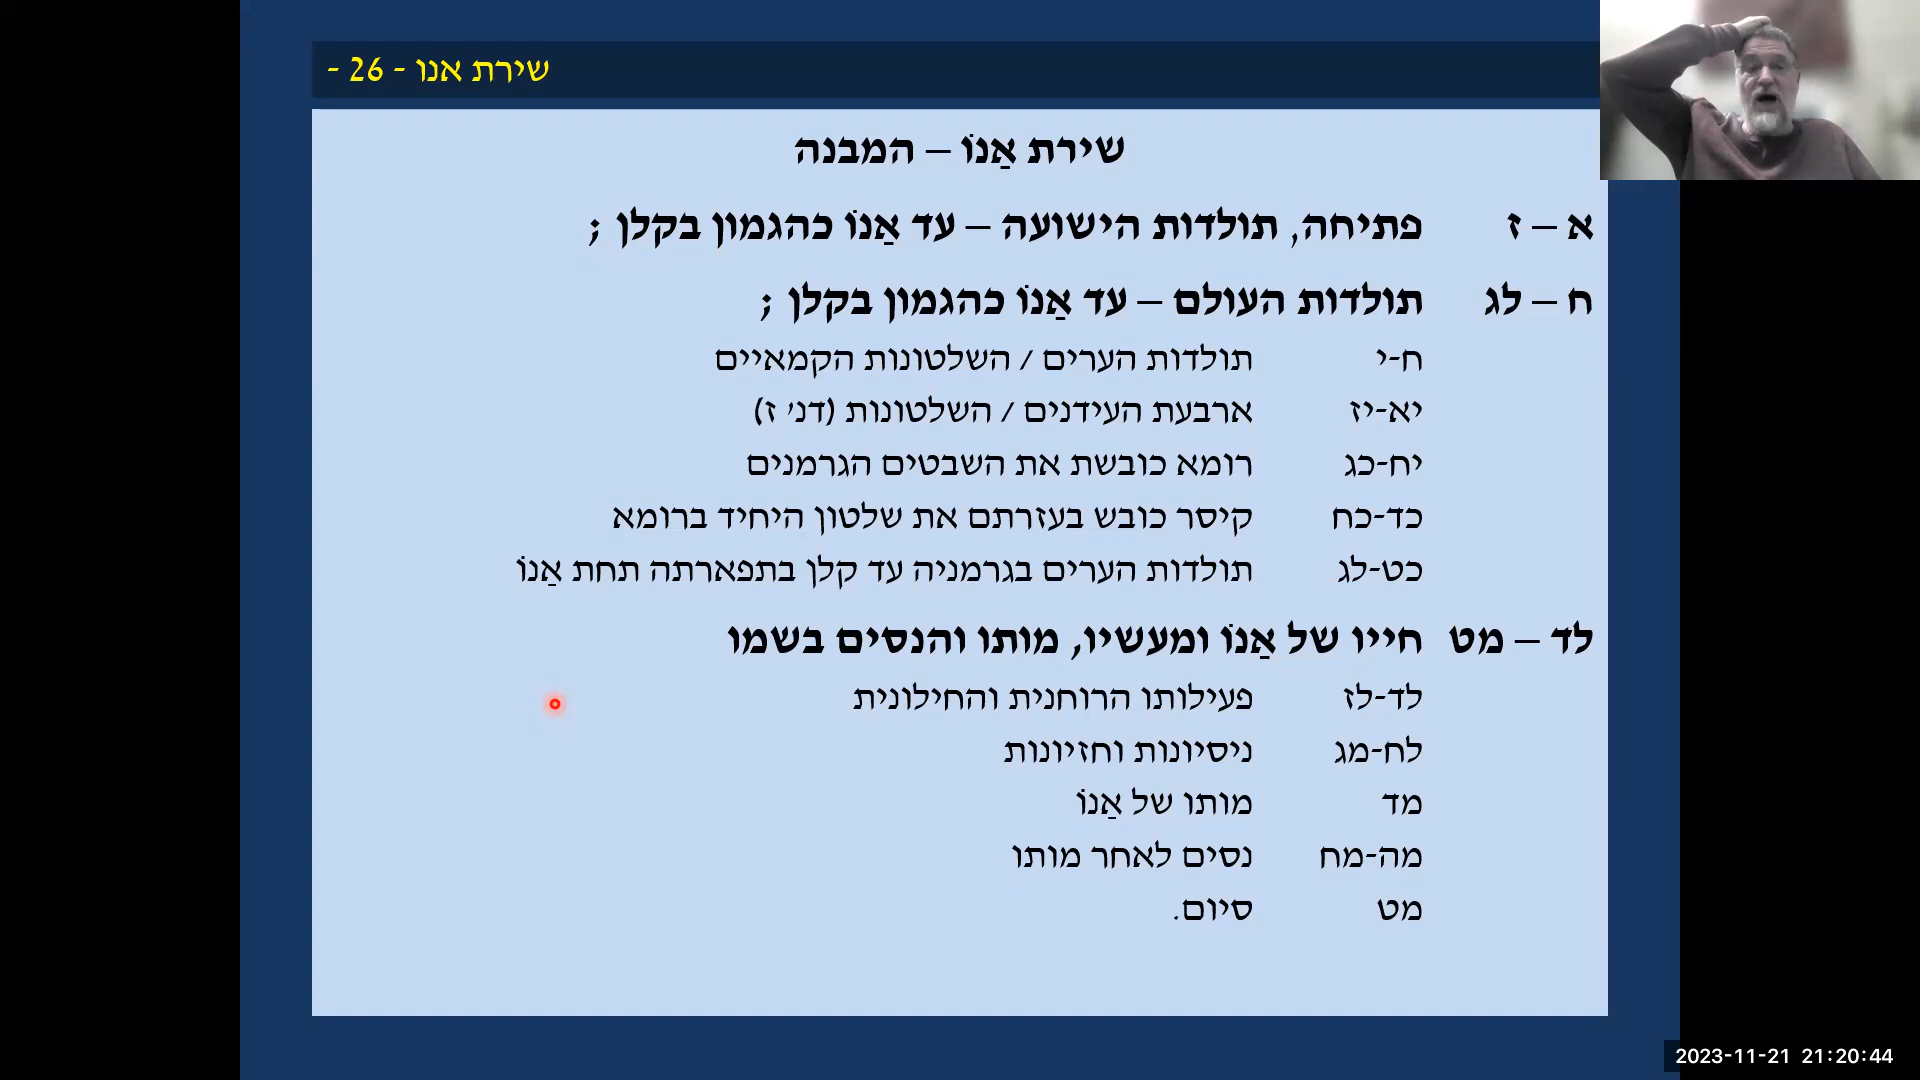 שירת אנו - 26 -
שירת אַנוֹ – המבנה
א – ז פתיחה, תולדות הישועה – עד אַנוֹ כהגמון בקלן ;
ח – לג תולדות העולם – עד אַנוֹ כהגמון בקלן ;
ח-י תולדות הערים / השלטונות הקמאיים
יא-יז ארבעת העידנים / השלטונות (דנ' ז)
יח-כג רומא כובשת את השבטים הגרמנים
כד-כח קיסר כובש בעזרתם את שלטון היחיד ברומא
כט-לג תולדות הערים בגרמניה עד קלן בתפארתה תחת אַנוֹ
לד – מט חייו של אַנוֹ ומעשיו, מותו והנסים בשמו
לד-לז פעילותו הרוחנית והחילונית
לח-מג ניסיונות וחזיונות
מד מותו של אַנוֹ
מה-מח נסים לאחר מותו
מט סיום.
2023-11-21 21:20:44